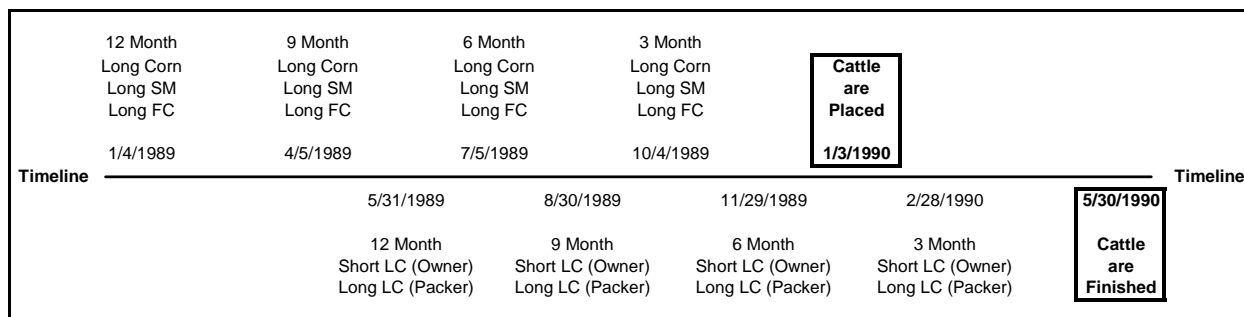 12 Month 9 Month 6 Month 3 Month
Long Corn Long Corn Long Corn Long Corn Cattle
Long SM Long SM Long SM Long SM are
Long FC Long FC Long FC Long FC Placed
1/4/1989 4/5/1989 7/5/1989 10/4/1989 1/3/1990
Timeline Timeline
5/31/1989 8/30/1989 11/29/1989 2/28/1990 5/30/1990
12 Month 9 Month 6 Month 3 Month Cattle
Short LC (Owner) Short LC (Owner) Short LC (Owner) Short LC (Owner) are
Long LC (Packer) Long LC (Packer) Long LC (Packer) Long LC (Packer) Finished